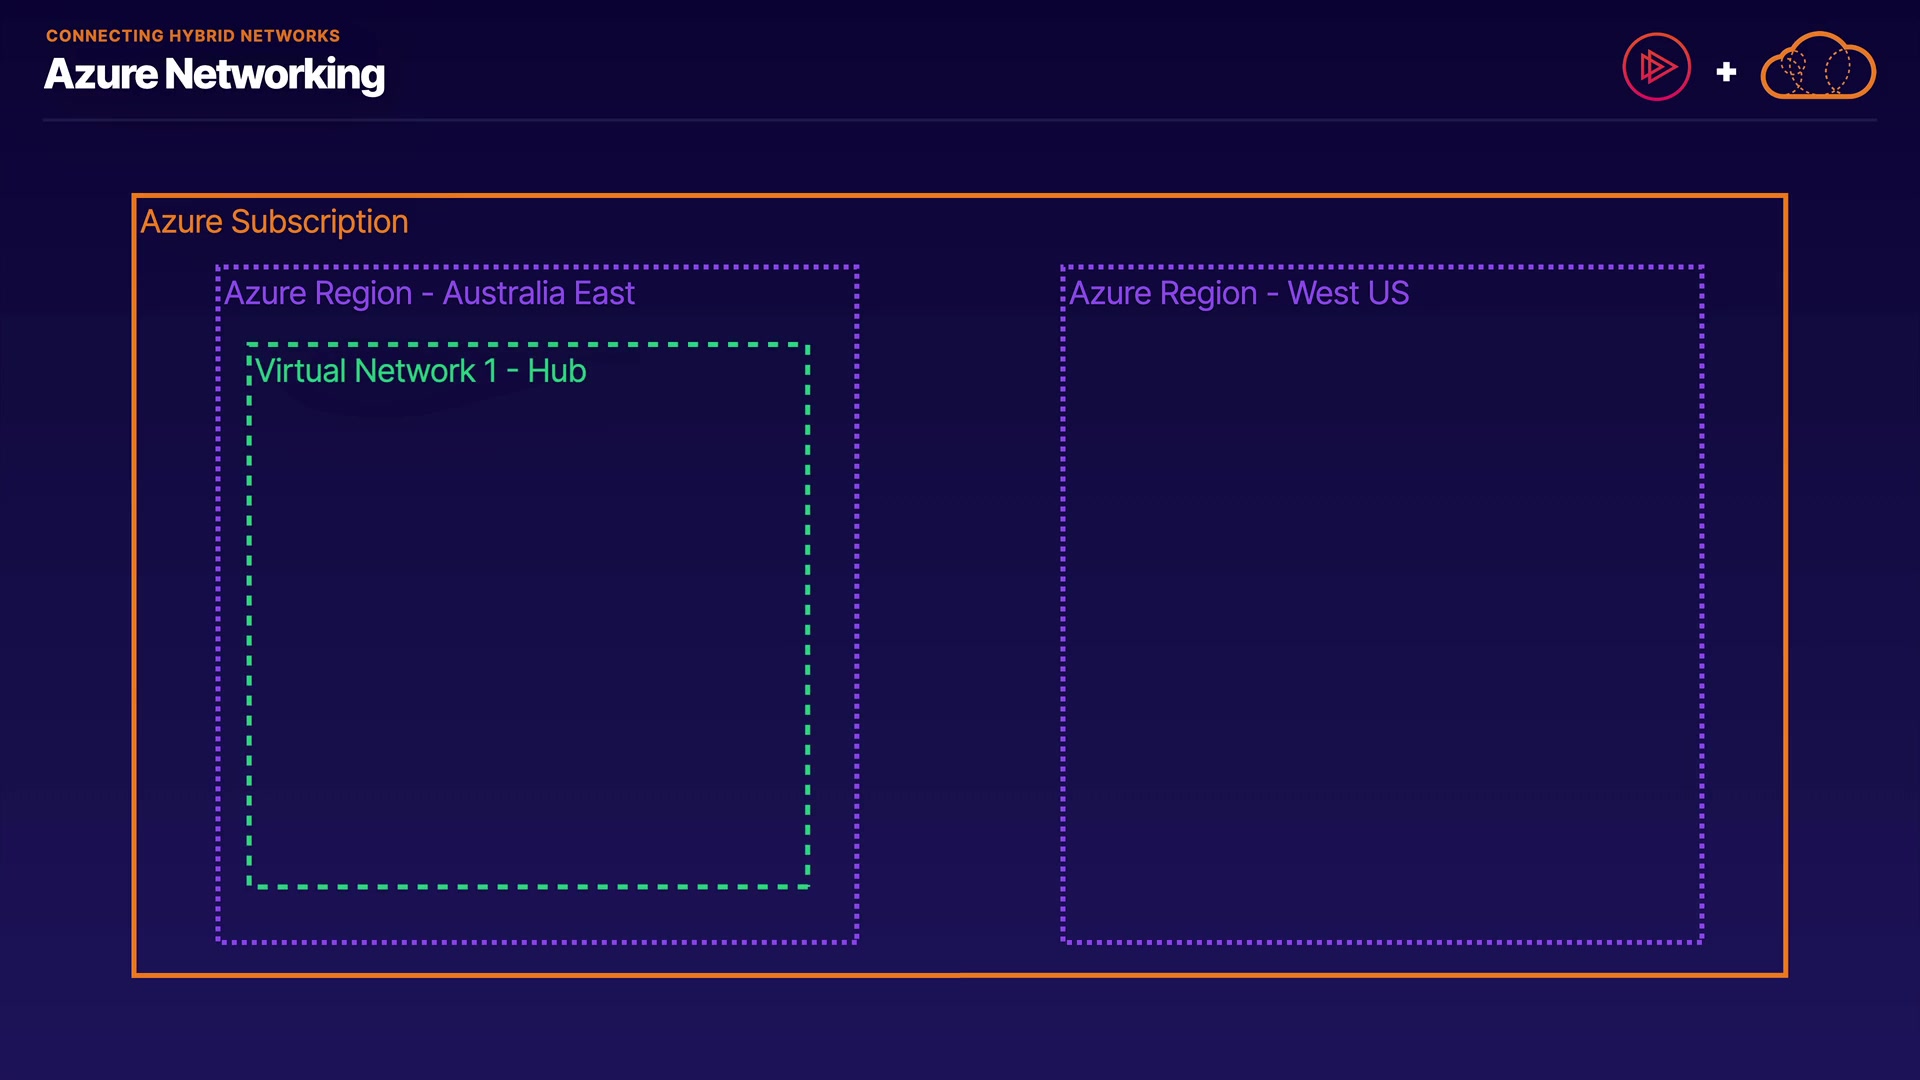 CONNECTING HYBRID NETWORKS
Azure Networking
Azure Subscription
Azure Region - Australia East
Azure Region - West US
Virtual Network 1 - Hub